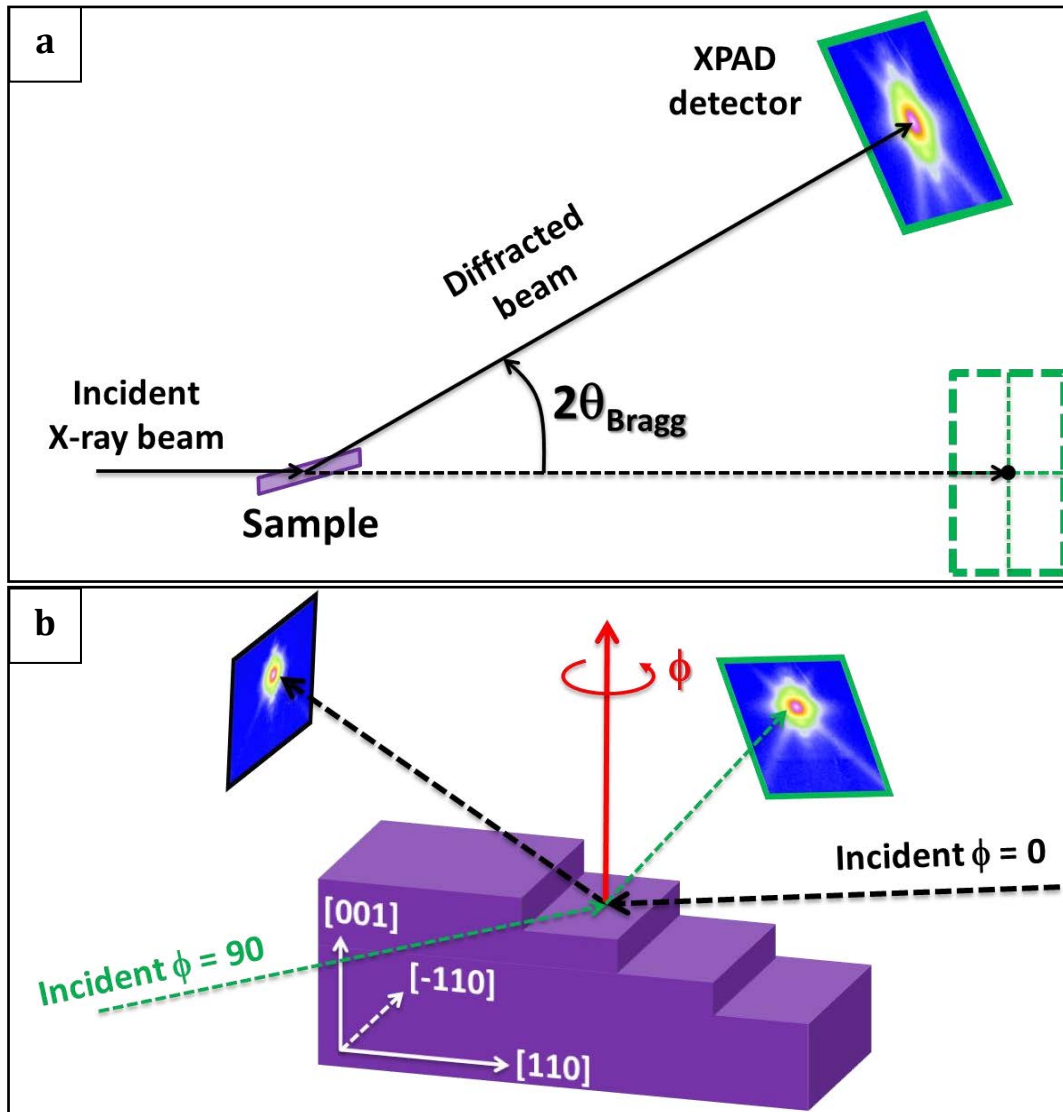 a
XPAD
detector
Diffracted
beam
Incident
X-ray beam
2θBragg
Sample
b
ϕ
Incident ϕ = 0
[001]
Incident ϕ = 90
[-110]
[110]